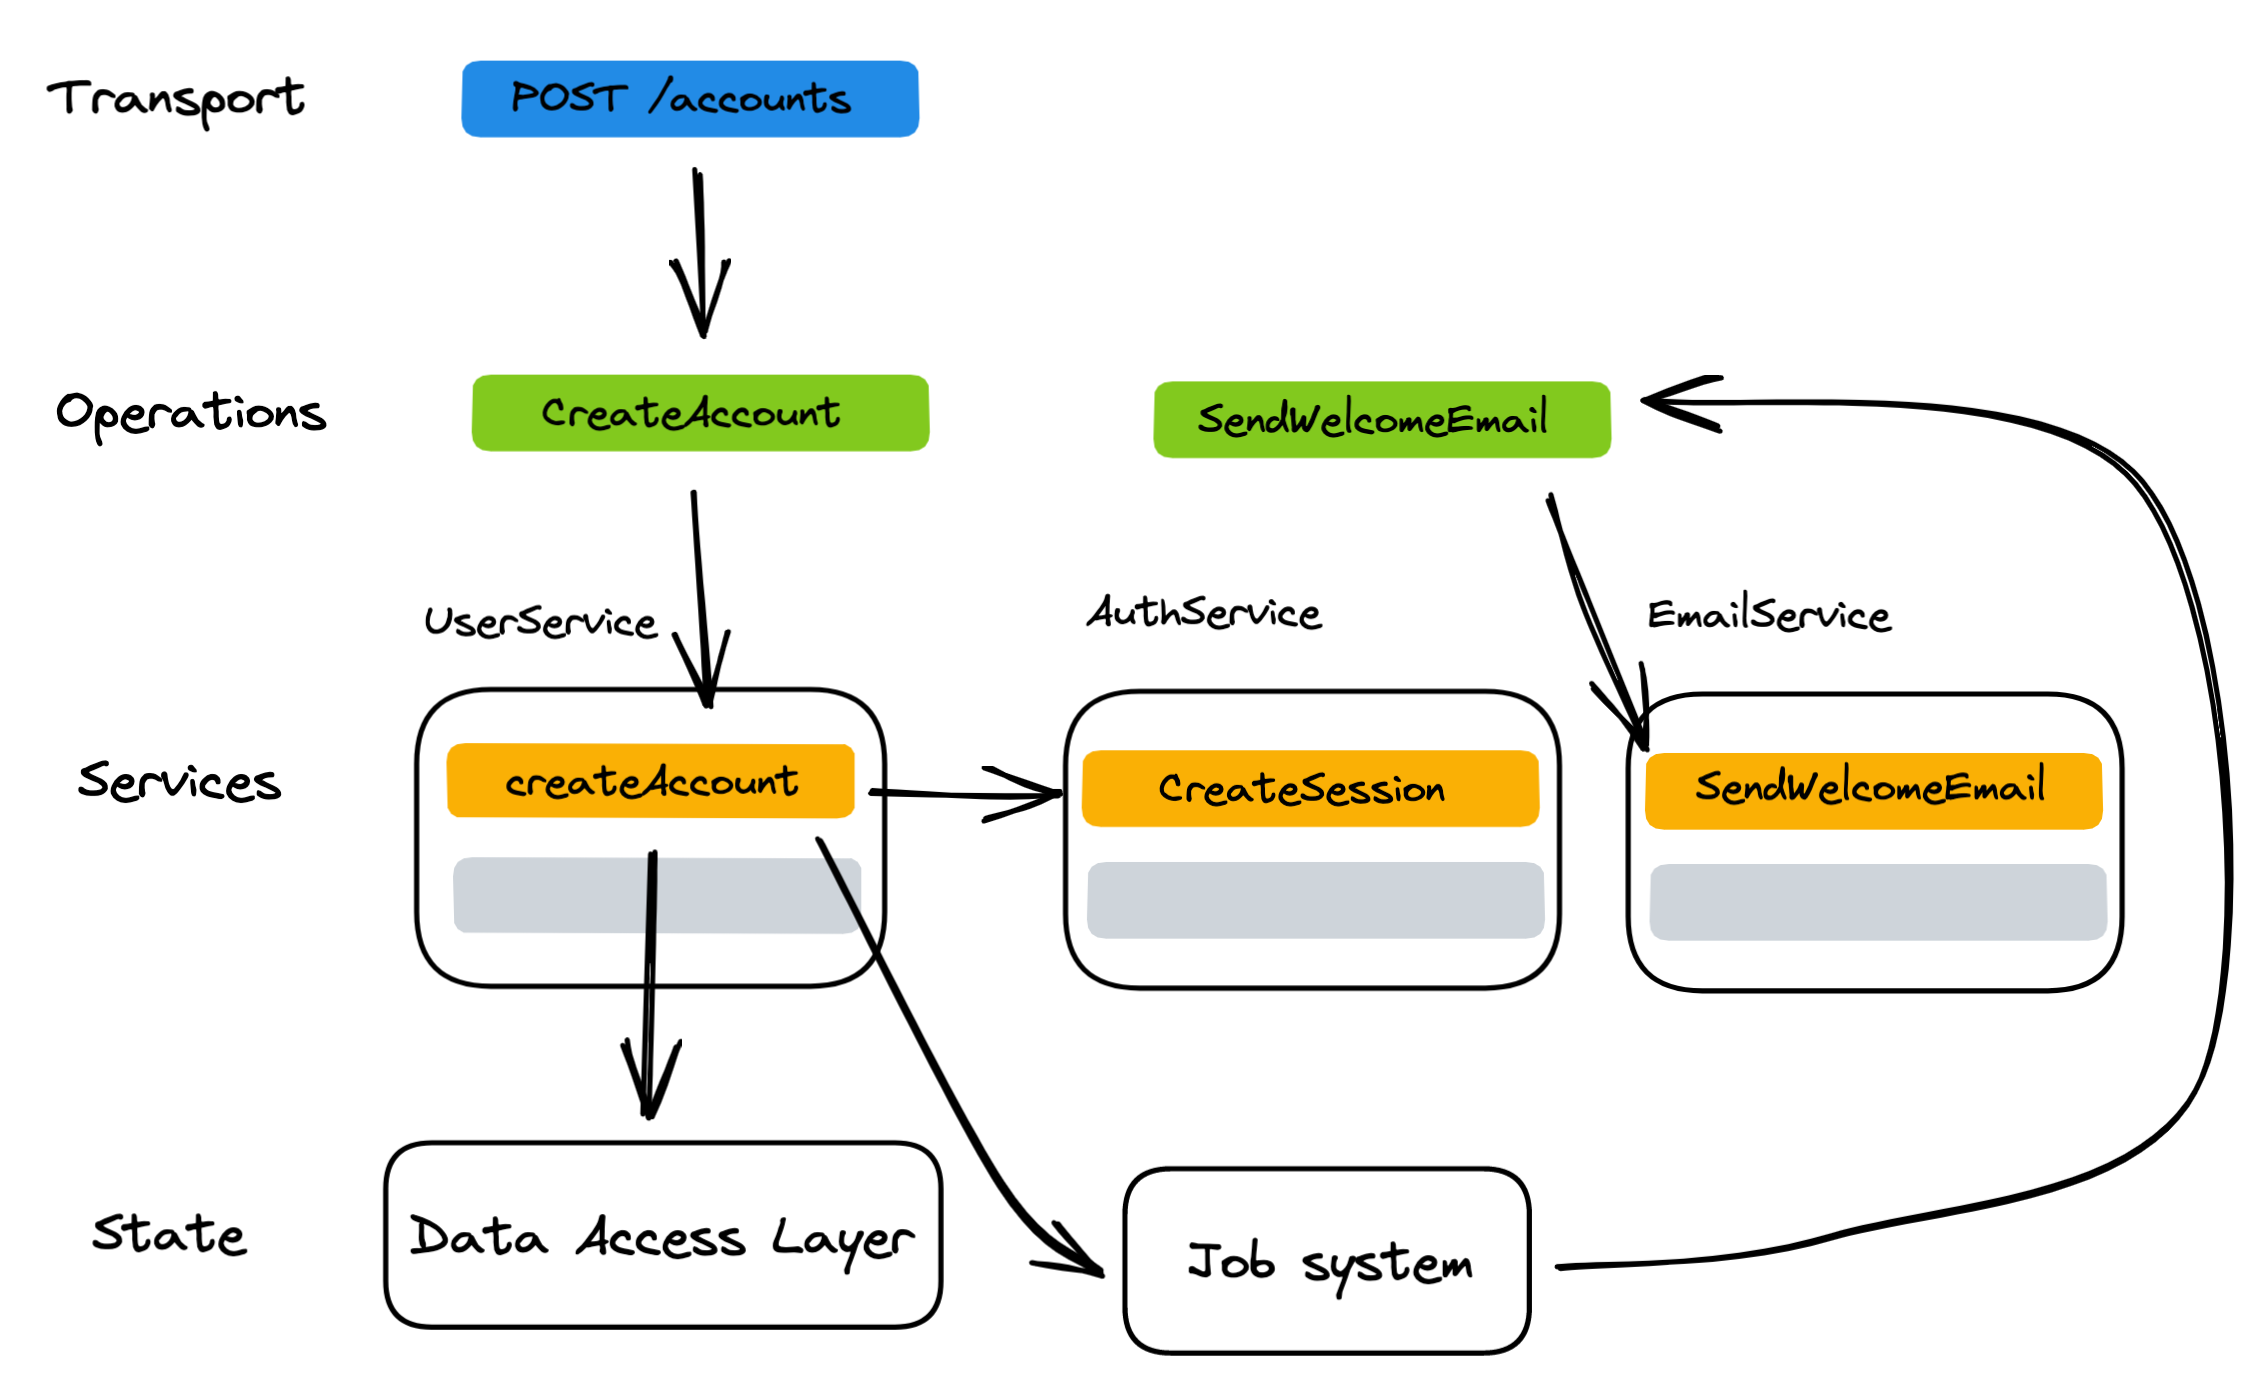 Transport
POST /accounts
Operations
CreateAccount
SendWelcomeEmail
UserService
AuthService
EmailService
Services
createAccount
CreateSession
SendWelcomeEmail
State
Data Access Layer
Job system